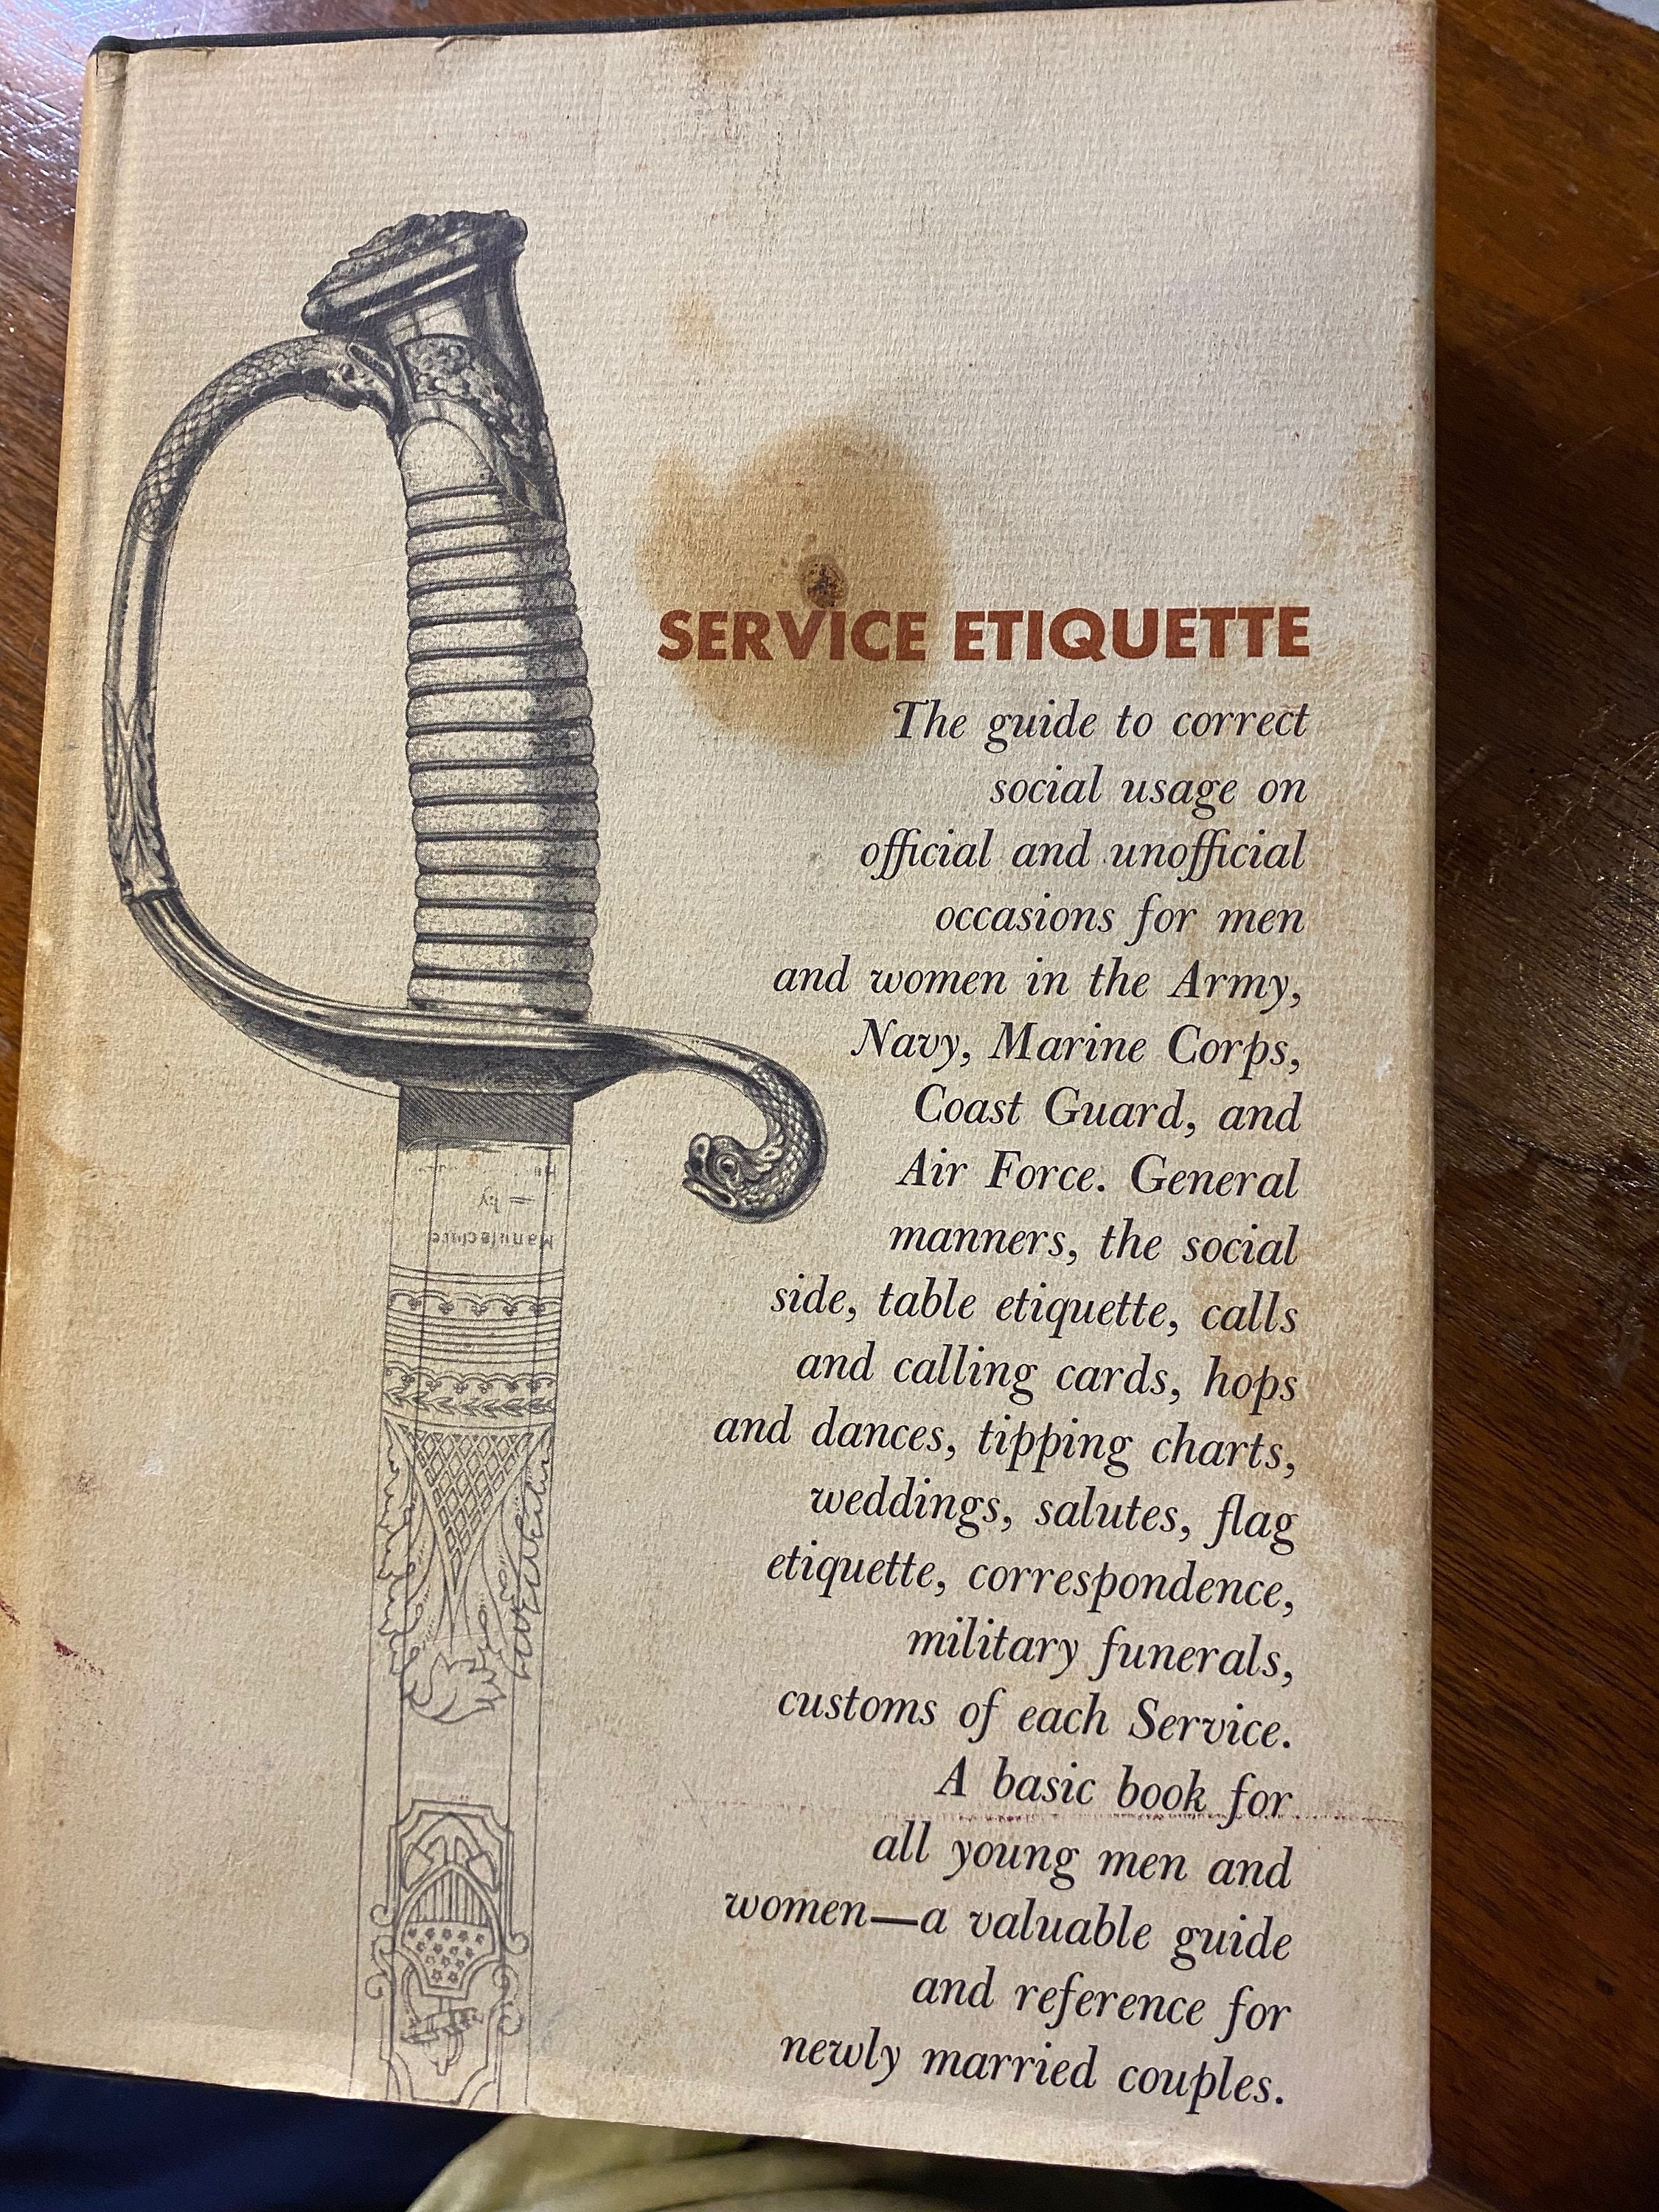 SERVICE ETIQUETTE
The guide to correct
social usage on
official and unofficial
occasions for men
and women in the Army,
Navy, Marine Corps,
Coast Guard, and
Air Force. General
manners, the social
side, table etiquette, calls
and calling cards, hops
and dances, tipping charts,
weddings, salutes, flag
etiquette, correspondence,
military funerals,
customs of each Service.
A basic book for
all young men and
women—a valuable guide
and reference for
newly married couples.
by